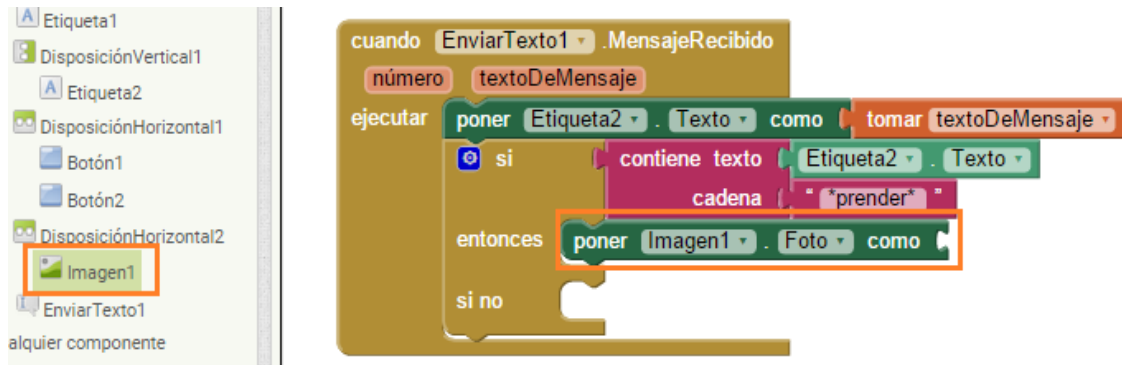 Etiqueta1
DisposiciónVertical1
Etiqueta2
DisposiciónHorizontal1
Botón1
Botón2
DisposiciónHorizontal2
Imagen1
EnviarTexto1
alquier componente
cuando EnviarTexto1 .MensajeRecibido
número textoDeMensaje
ejecutar poner Etiqueta2 . Texto como tomar textoDeMensaje
si contiene texto Etiqueta2 . Texto
cadena " *prender* "
entonces poner Imagen1 . Foto como
si no